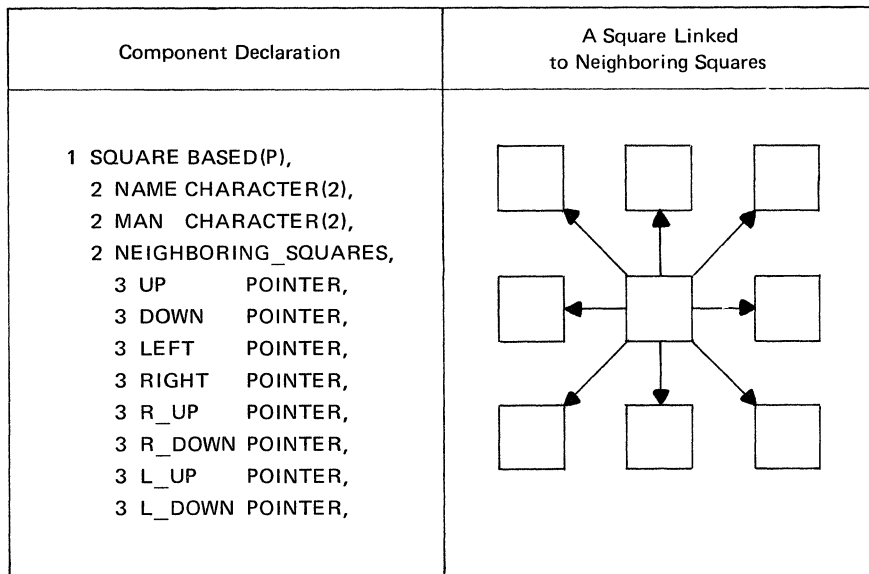 Component Declaration
A Square Linked
to Neighboring Squares
1 SQUARE BASED(P),
2 NAME CHARACTER(2),
2 MAN CHARACTER(2),
2 NEIGHBORING_SQUARES,
3 UP POINTER,
3 DOWN POINTER,
3 LEFT POINTER,
3 RIGHT POINTER,
3 R_UP POINTER,
3 R_DOWN POINTER,
3 L_UP POINTER,
3 L_DOWN POINTER,